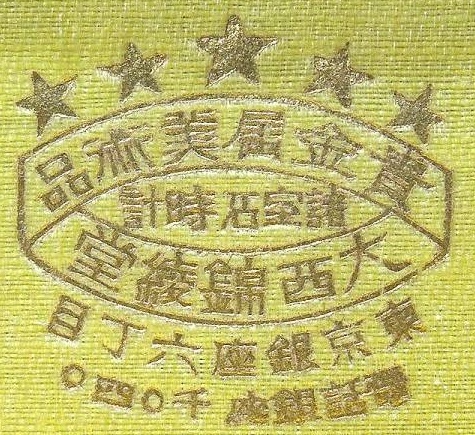 貴金属美術品
諸宝石時計
大西錦綾堂
東京銀座六丁目
電話銀座千〇四〇